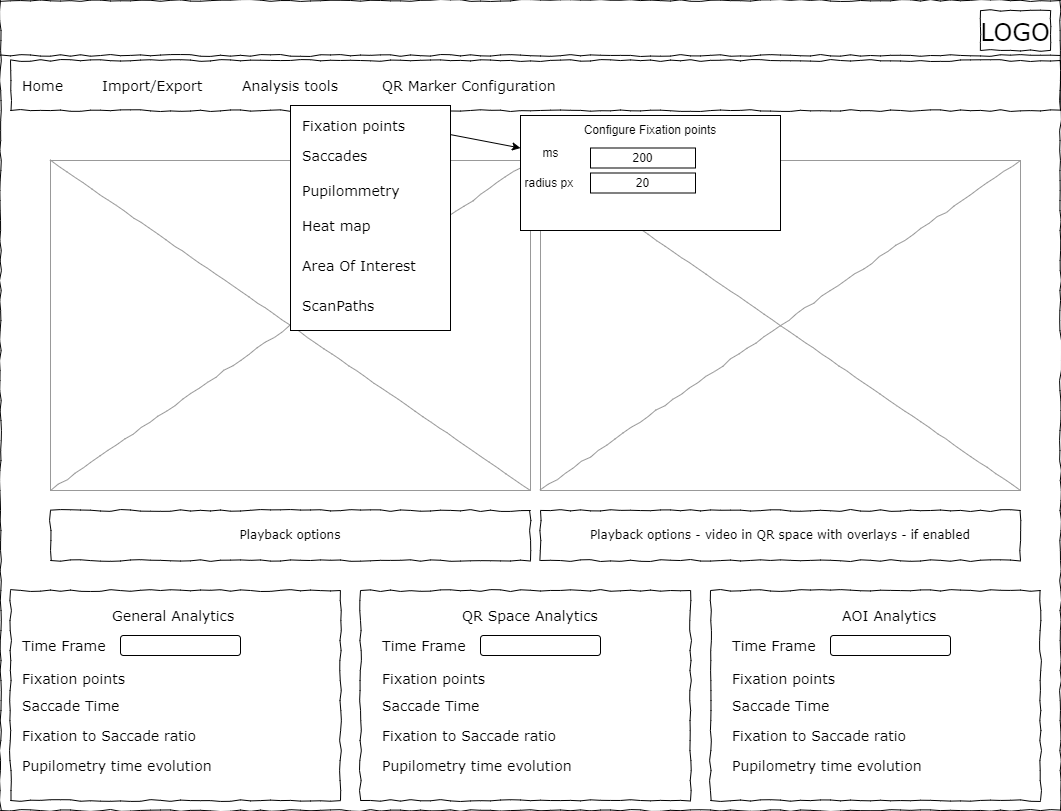 LOGO
Home
Import/Export
Analysis tools
QR Marker Configuration
Fixation points
Saccades
Pupilommetry
Heat map
Area Of Interest
ScanPaths
Configure Fixation points
ms
200
radius px
20
Playback options
Playback options - video in QR space with overlays - if enabled
General Analytics
Time Frame
Fixation points
Saccade Time
Fixation to Saccade ratio
Pupilometry time evolution
QR Space Analytics
Time Frame
Fixation points
Saccade Time
Fixation to Saccade ratio
Pupilometry time evolution
AOI Analytics
Time Frame
Fixation points
Saccade Time
Fixation to Saccade ratio
Pupilometry time evolution